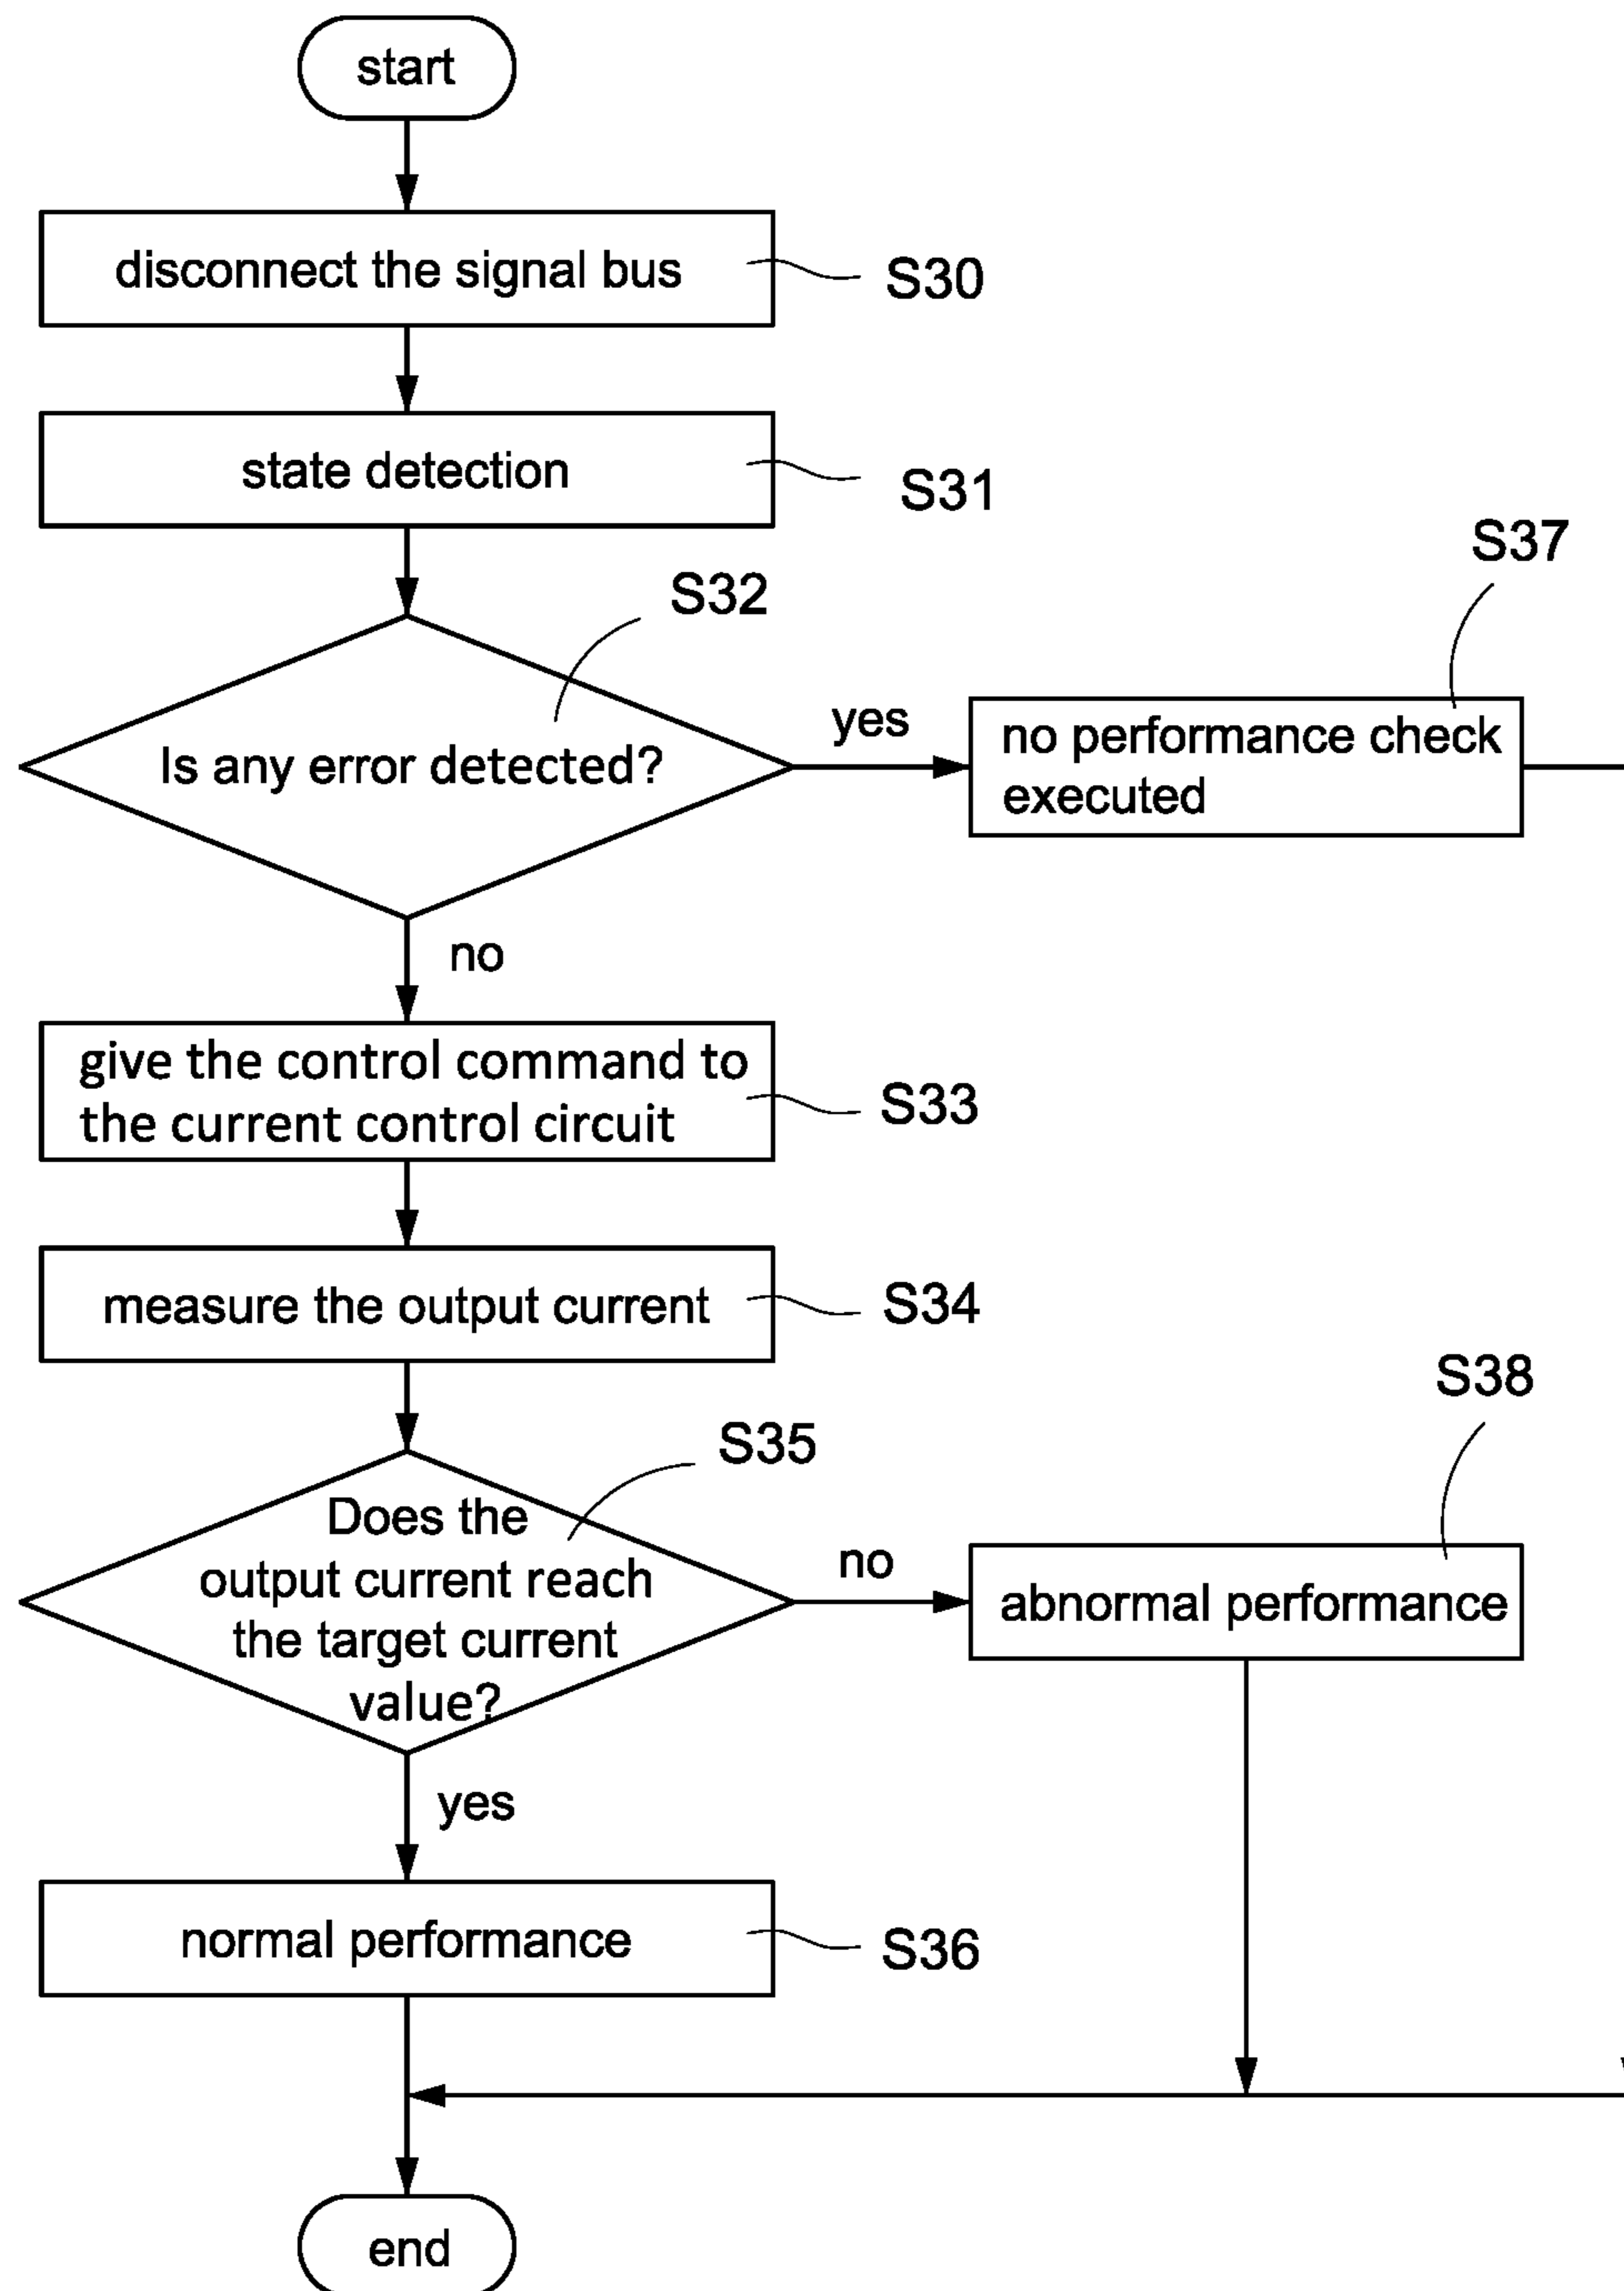 start
disconnect the signal bus
S30
state detection
S31
S37
S32
Is any error detected?
yes
no performance check
executed
no
give the control command to
the current control circuit
S33
measure the output current
S34
S38
S35
Does the
output current reach
the target current
value?
no
abnormal performance
yes
normal performance
S36
end